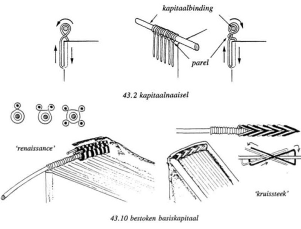 kapitaalbinding
parel
43.2 kapitaalnaaisel
'renaissance'
'kruissteek'
43.10 bestoken basiskapitaal